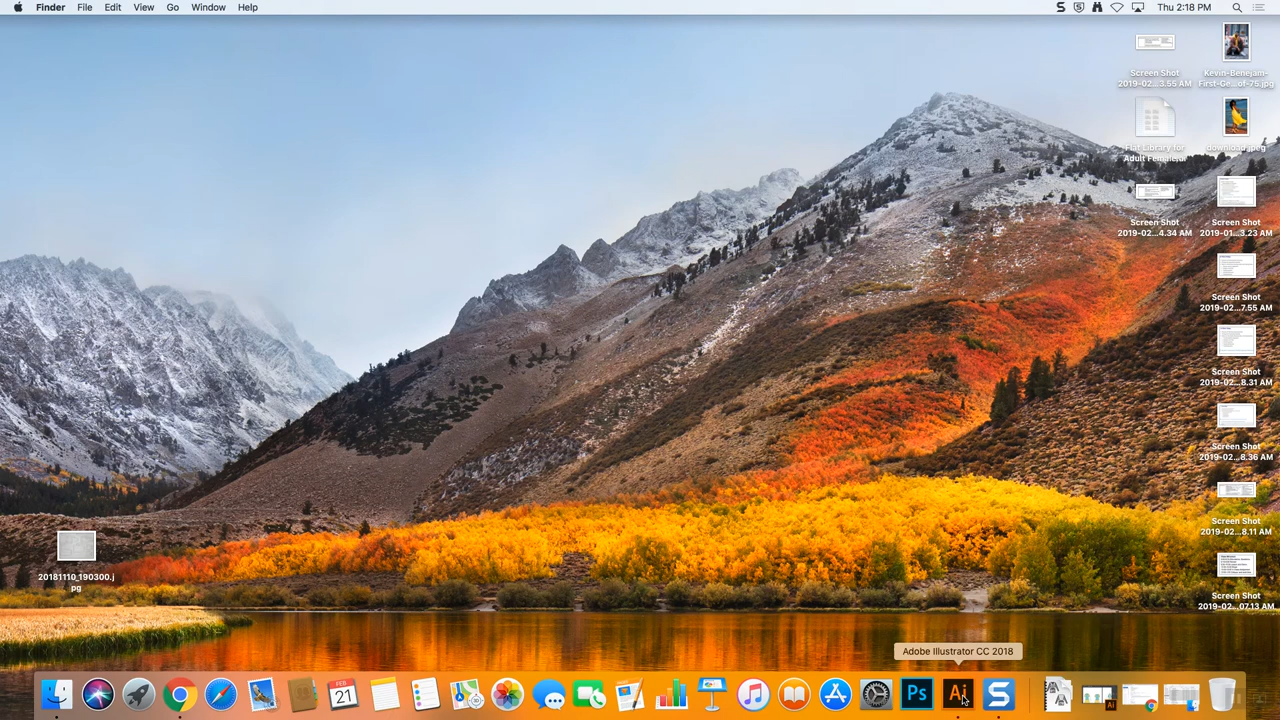 Finder File Edit View Go Window Help
Thu 2:18 PM
Screen Shot
2019-02...3.55 AM
Kevin-Benejam-
First-Ge...of-75.jpg
Flat Library for
Adult Female.ai
download.jpeg
Screen Shot
2019-02...4.34 AM
Screen Shot
2019-01...3.23 AM
Screen Shot
2019-02...7.55 AM
Screen Shot
2019-02...8.31 AM
Screen Shot
2019-02...8.36 AM
Screen Shot
2019-02...8.11 AM
Screen Shot
2019-02...07.13 AM
20181110_190300.j
pg
Adobe Illustrator CC 2018
FEB
21
Ps
Ai
S